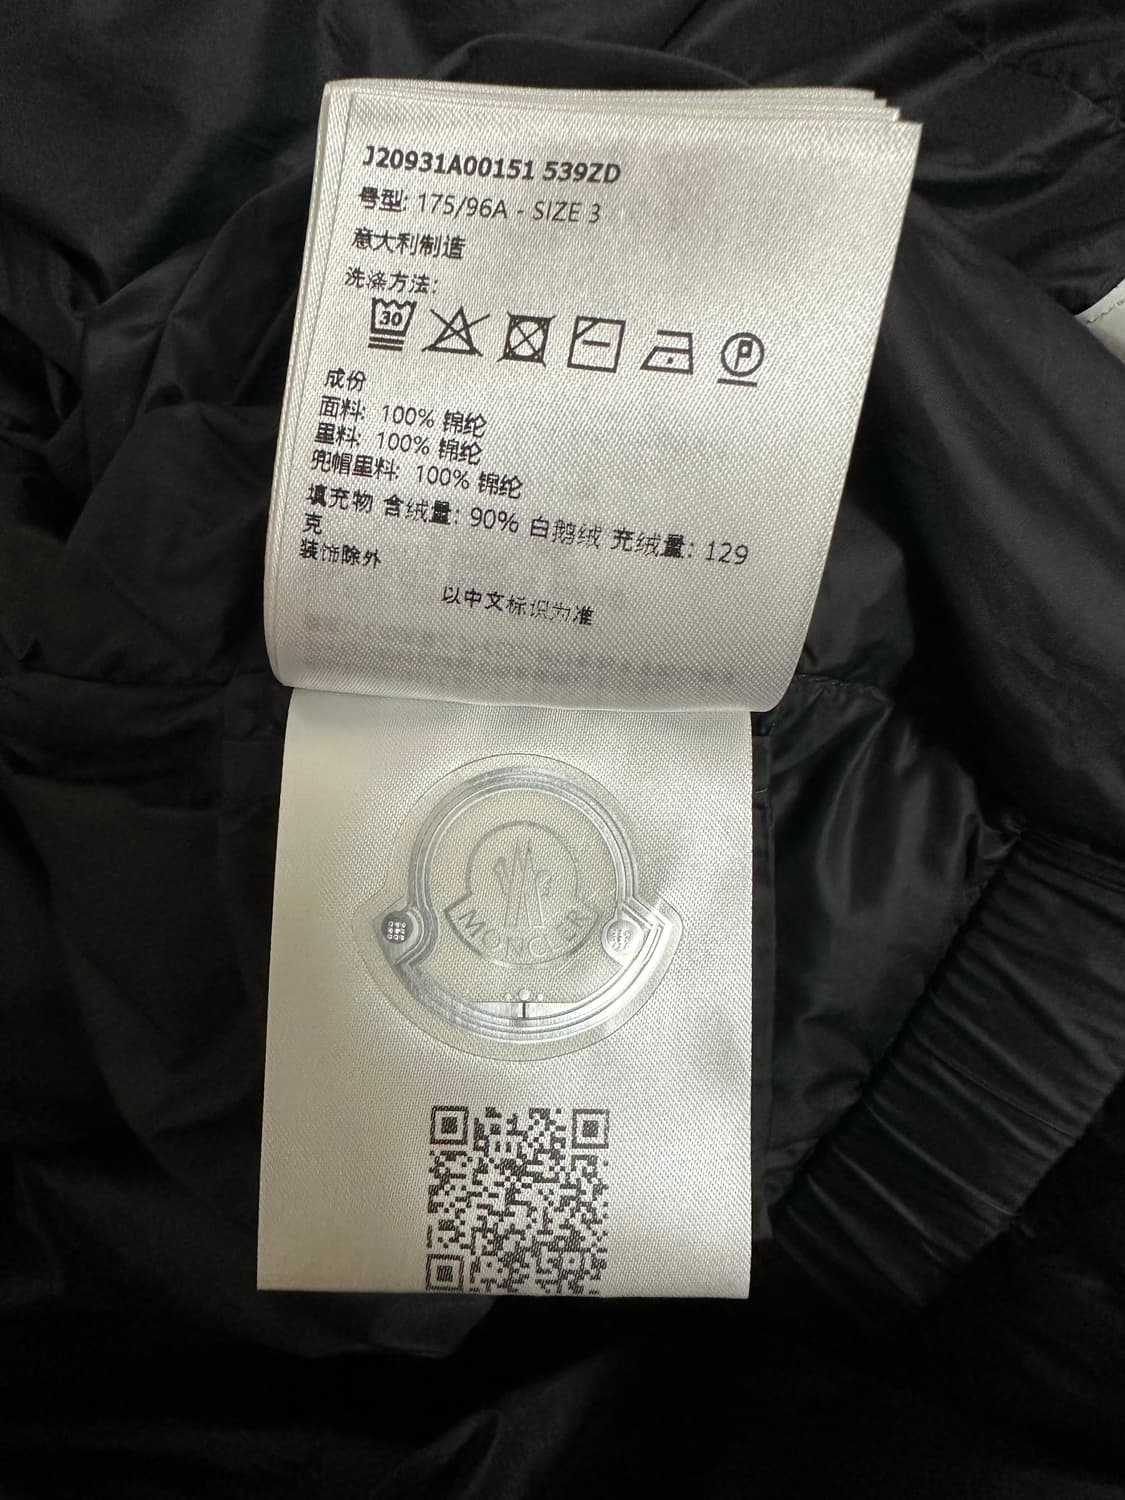 J20931A00151 539ZD
号型: 175/96A - SIZE 3
意大利制造
洗涤方法:
30
P
成份
面料: 100% 锦纶
里料: 100% 锦纶
兜帽里料: 100% 锦纶
填充物 含绒量: 90% 白鹅绒 充绒量: 129
克
装饰除外
以中文标识为准
MONCLER